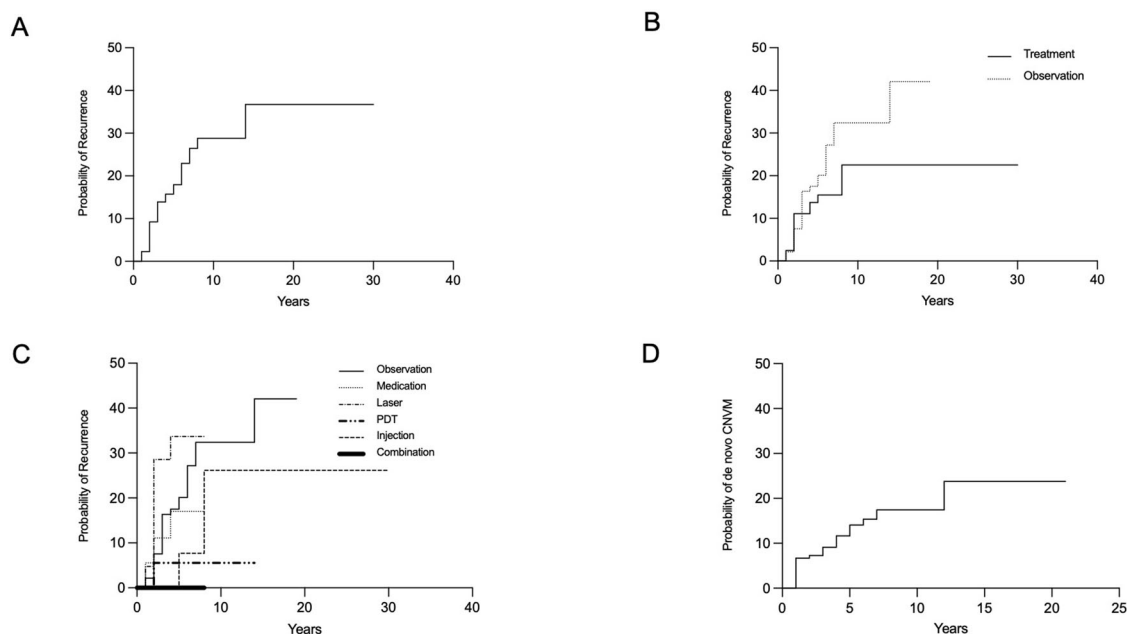 A
Probability of Recurrence
50
40
30
20
10
0
0 10 20 30 40
Years
B
Probability of Recurrence
50
40
30
20
10
0
0 10 20 30 40
Years
Treatment
Observation
C
Probability of Recurrence
50
40
30
20
10
0
0 10 20 30 40
Years
Observation
Medication
Laser
PDT
Injection
Combination
D
Probability of de novo CNVM
50
40
30
20
10
0
0 5 10 15 20 25
Years